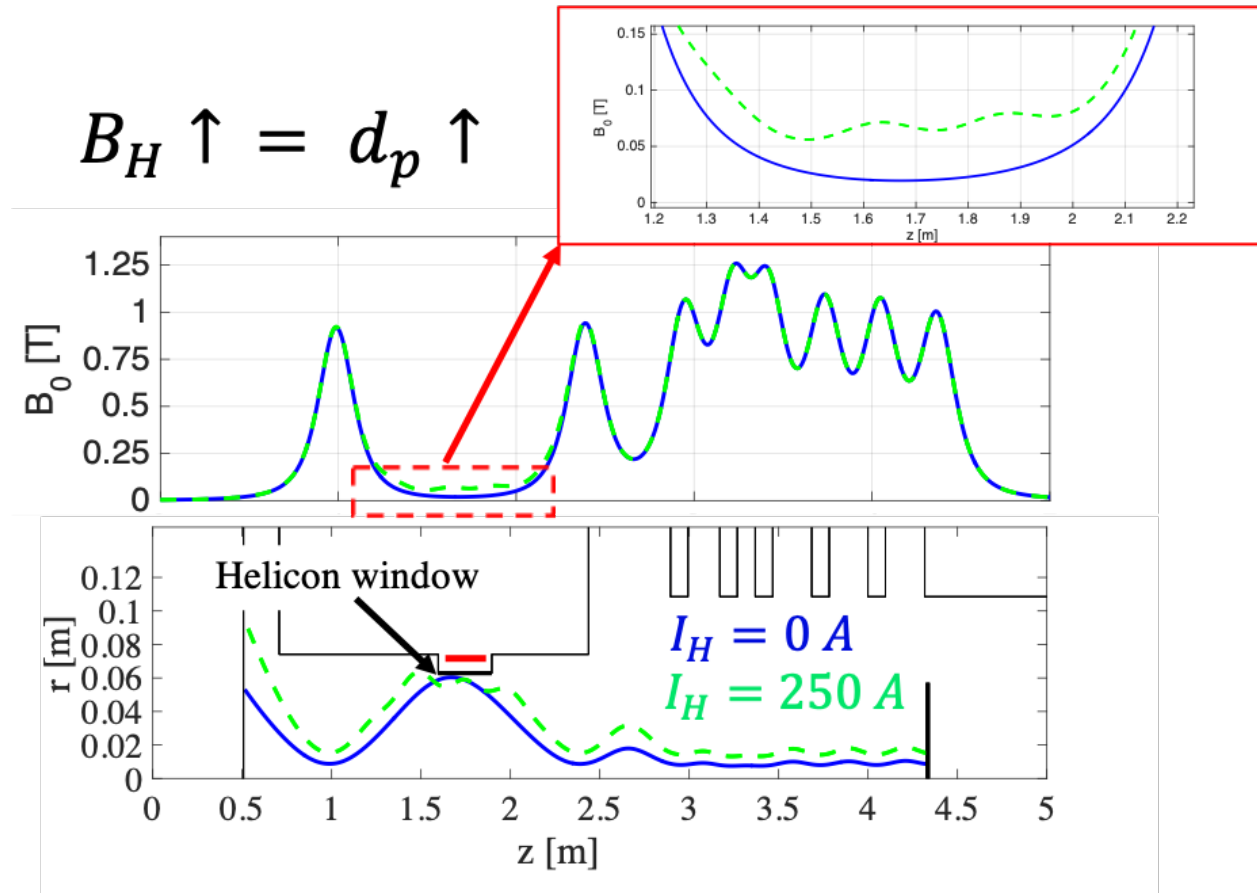 B_H ↑ = d_p ↑
0.15
0.1
0.05
0
B_0 [T]
1.2 1.3 1.4 1.5 1.6 1.7 1.8 1.9 2 2.1 2.2
z [m]
1.25
1
0.75
0.5
0.25
0
B_0 [T]
Helicon window
I_H = 0 A
I_H = 250 A
0.12
0.1
0.08
0.06
0.04
0.02
0
r [m]
0 0.5 1 1.5 2 2.5 3 3.5 4 4.5 5
z [m]